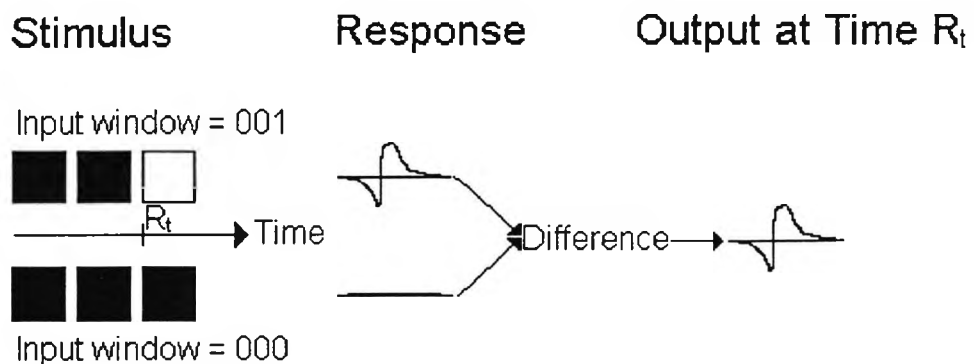 Stimulus Response Output at Time Rt
Input window = 001
Rt
Time
Difference
Input window = 000